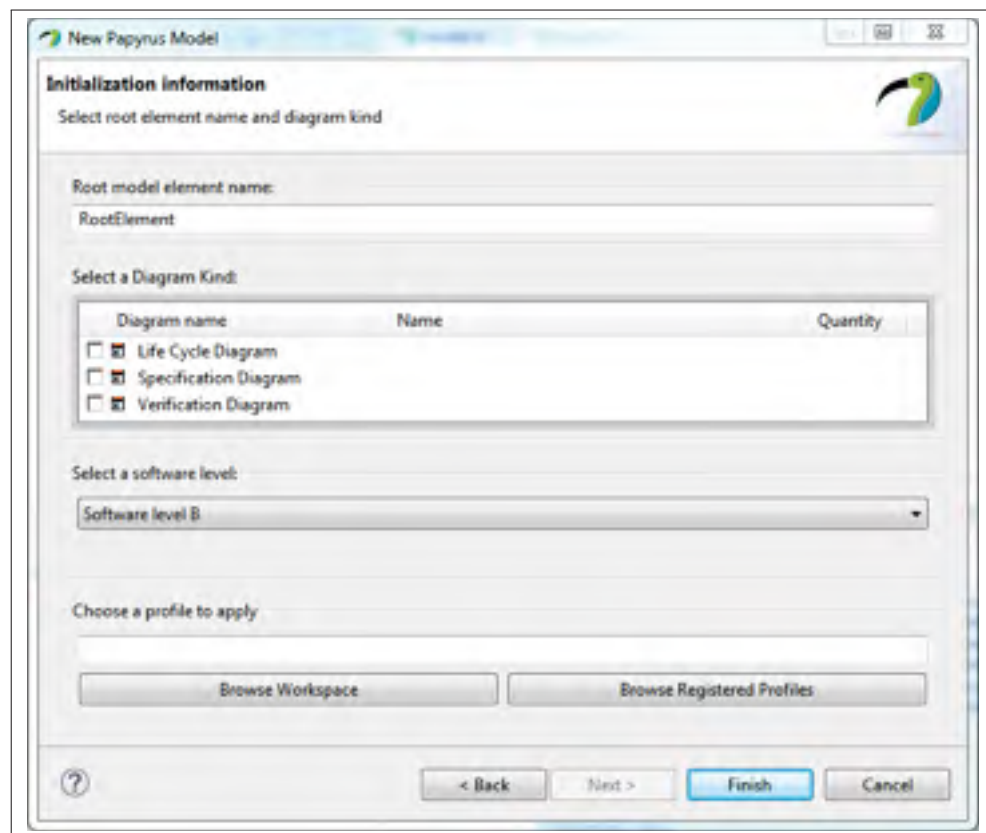 New Papyrus Model
Initialization information
Select root element name and diagram kind
Root model element name:
RootElement
Select a Diagram Kind:
Diagram name Name Quantity
Life Cycle Diagram
Specification Diagram
Verification Diagram
Select a software level:
Software level B
Choose a profile to apply
Browse Workspace Browse Registered Profiles
? < Back Next > Finish Cancel